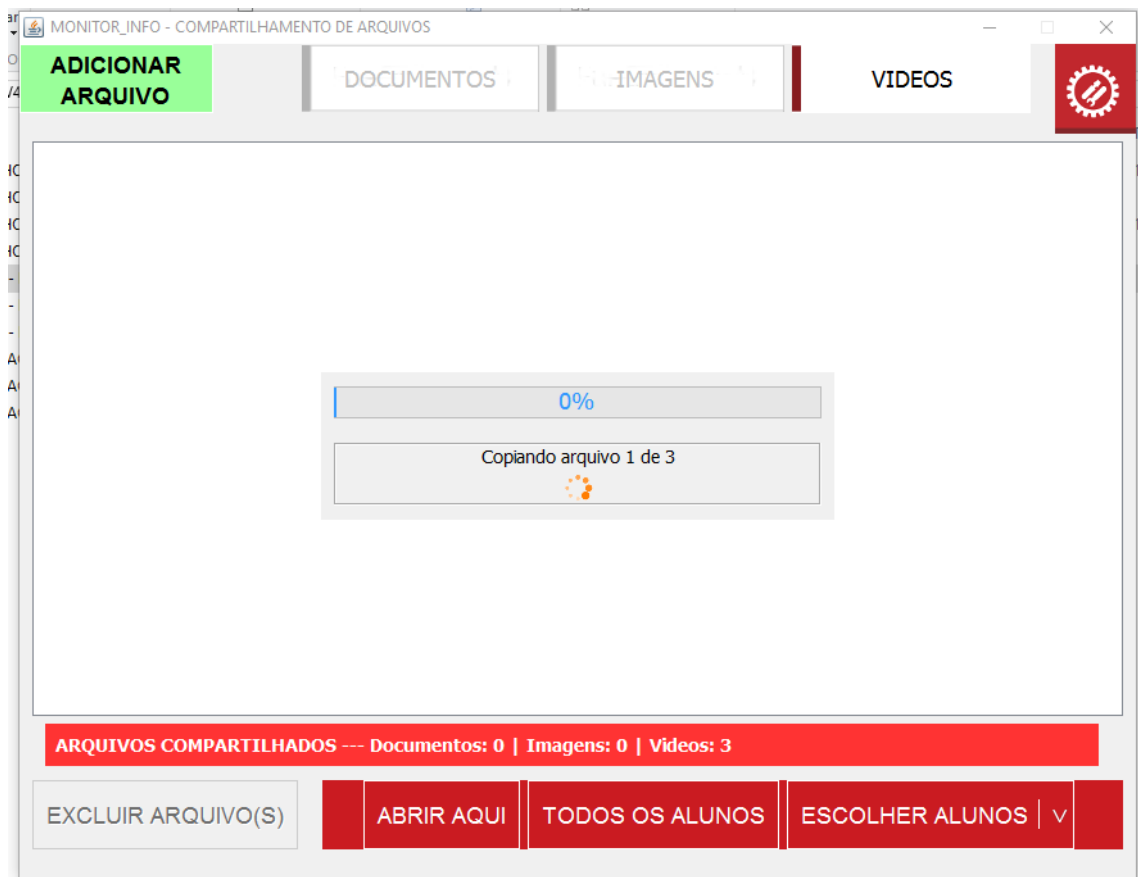 MONITOR_INFO - COMPARTILHAMENTO DE ARQUIVOS
ADICIONAR
ARQUIVO
DOCUMENTOS
IMAGENS
VIDEOS
0%
Copiando arquivo 1 de 3
ARQUIVOS COMPARTILHADOS --- Documentos: 0 | Imagens: 0 | Videos: 3
EXCLUIR ARQUIVO(S)
ABRIR AQUI
TODOS OS ALUNOS
ESCOLHER ALUNOS